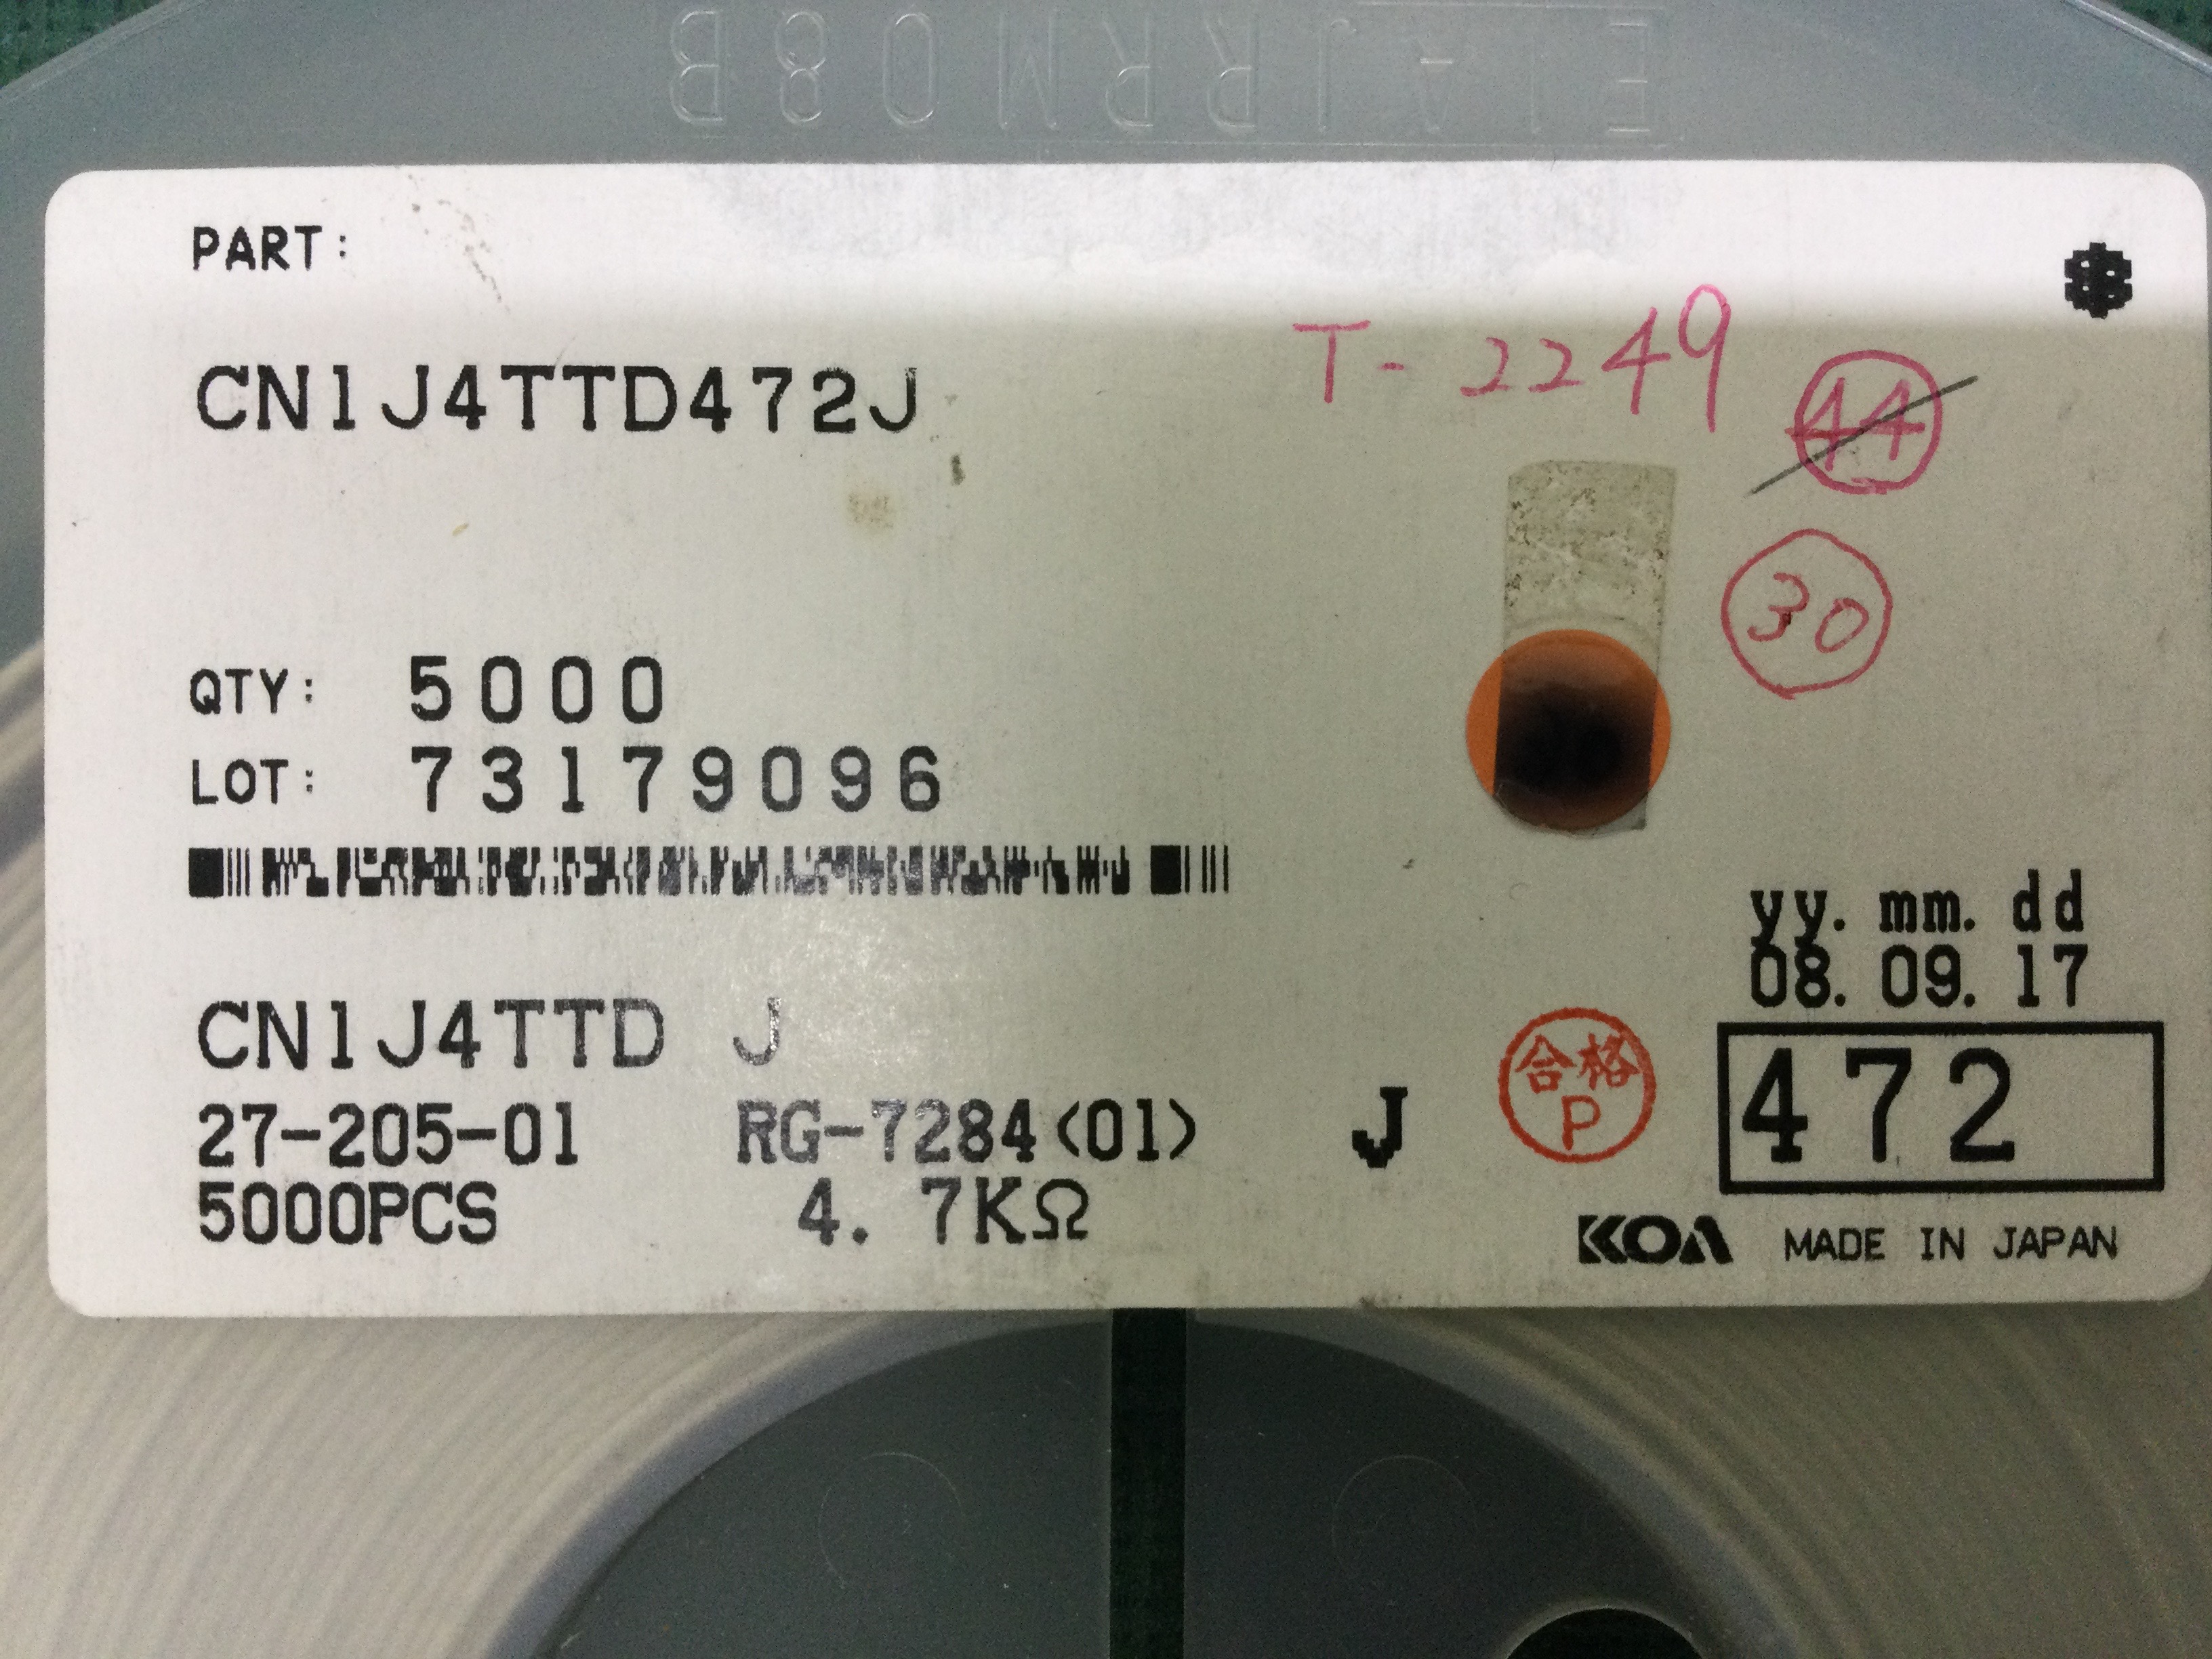 EIAJRRM08B
PART:
T-2249
44
CN1J4TTD472J
30
QTY: 5000
LOT: 73179096
yy. mm. dd
08. 09. 17
CN1J4TTD J
合格
P
472
27-205-01 RG-7284<01> J
5000PCS 4. 7KΩ
KOA MADE IN JAPAN